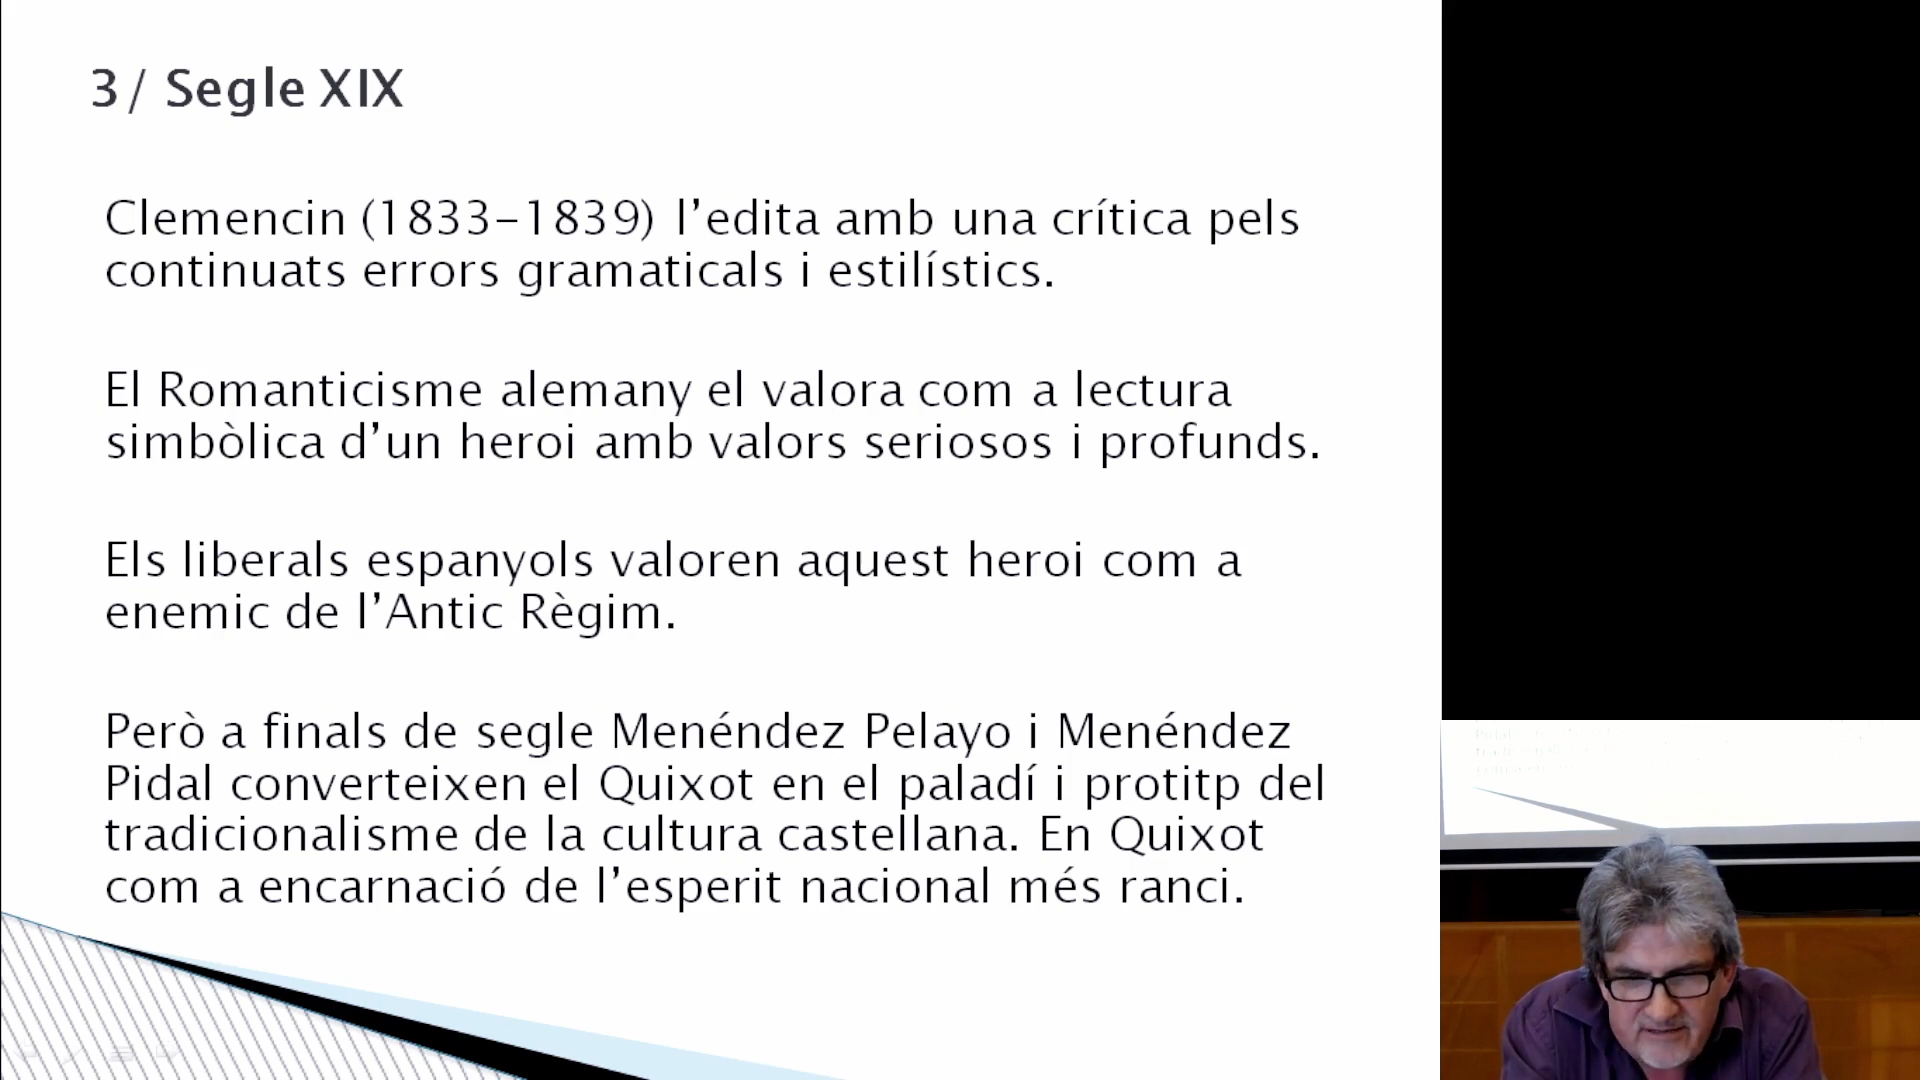 3/ Segle XIX
Clemencin (1833-1839) l’edita amb una crítica pels
continuats errors gramaticals i estilístics.
El Romanticisme alemany el valora com a lectura
simbòlica d’un heroi amb valors seriosos i profunds.
Els liberals espanyols valoren aquest heroi com a
enemic de l’Antic Règim.
Però a finals de segle Menéndez Pelayo i Menéndez
Pidal converteixen el Quixot en el paladí i protitp del
tradicionalisme de la cultura castellana. En Quixot
com a encarnació de l’esperit nacional més ranci.